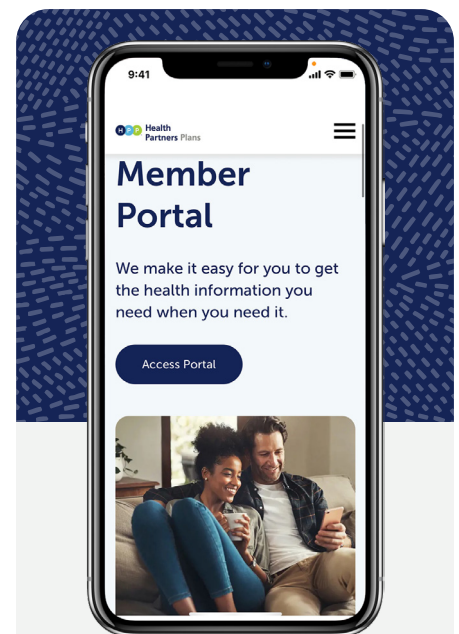 9:41
HPP Health
Partners Plans
Member
Portal
We make it easy for you to get
the health information you
need when you need it.
Access Portal